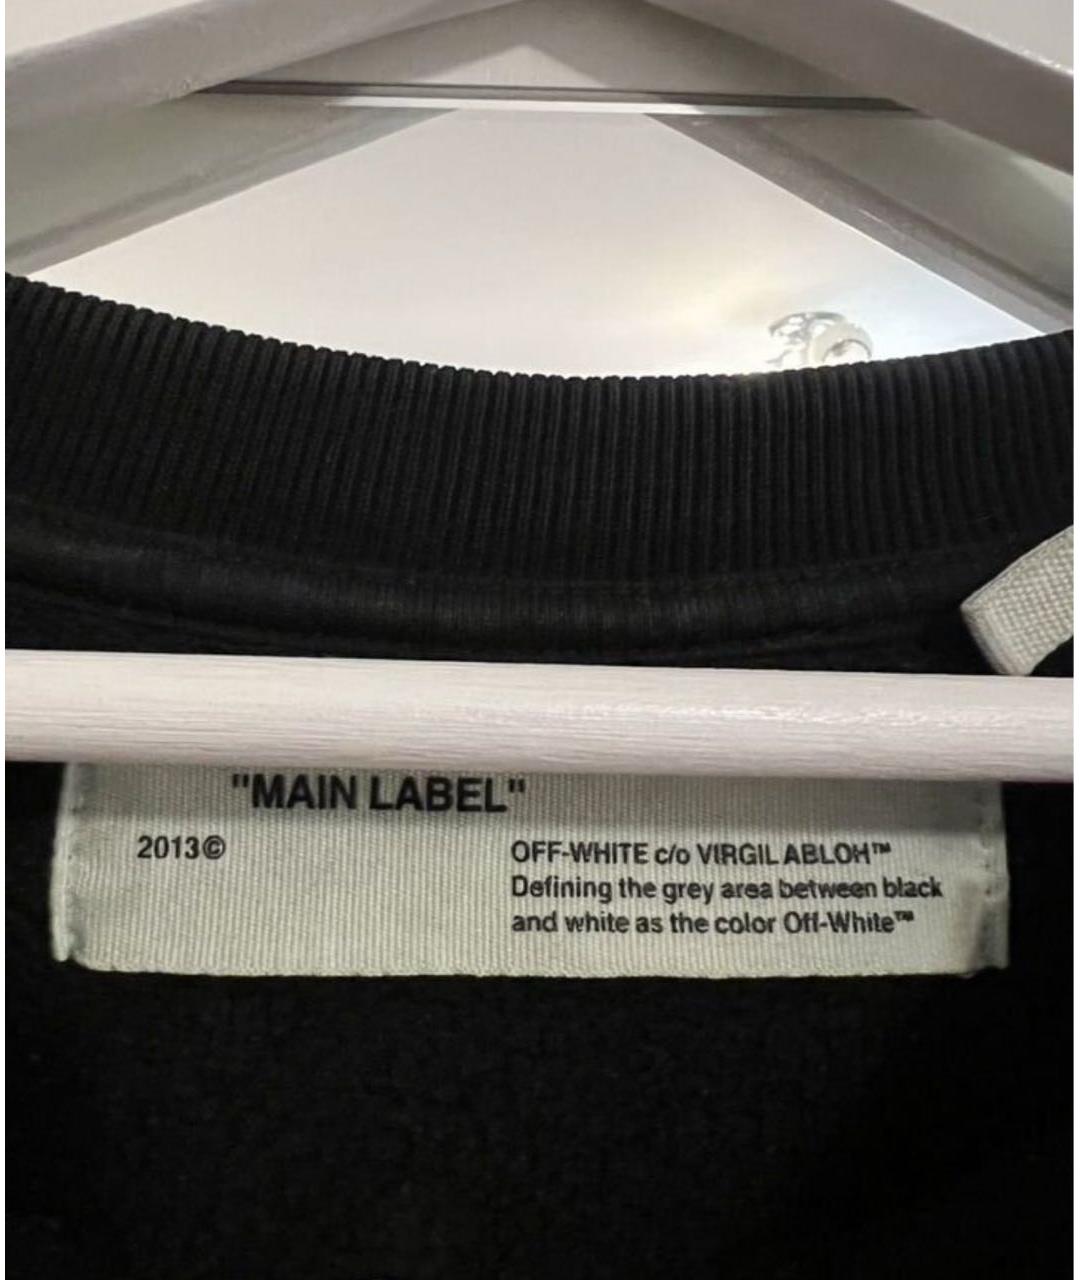 "MAIN LABEL"
2013©
OFF-WHITE c/o VIRGIL ABLOH™
Defining the grey area between black
and white as the color Off-White™